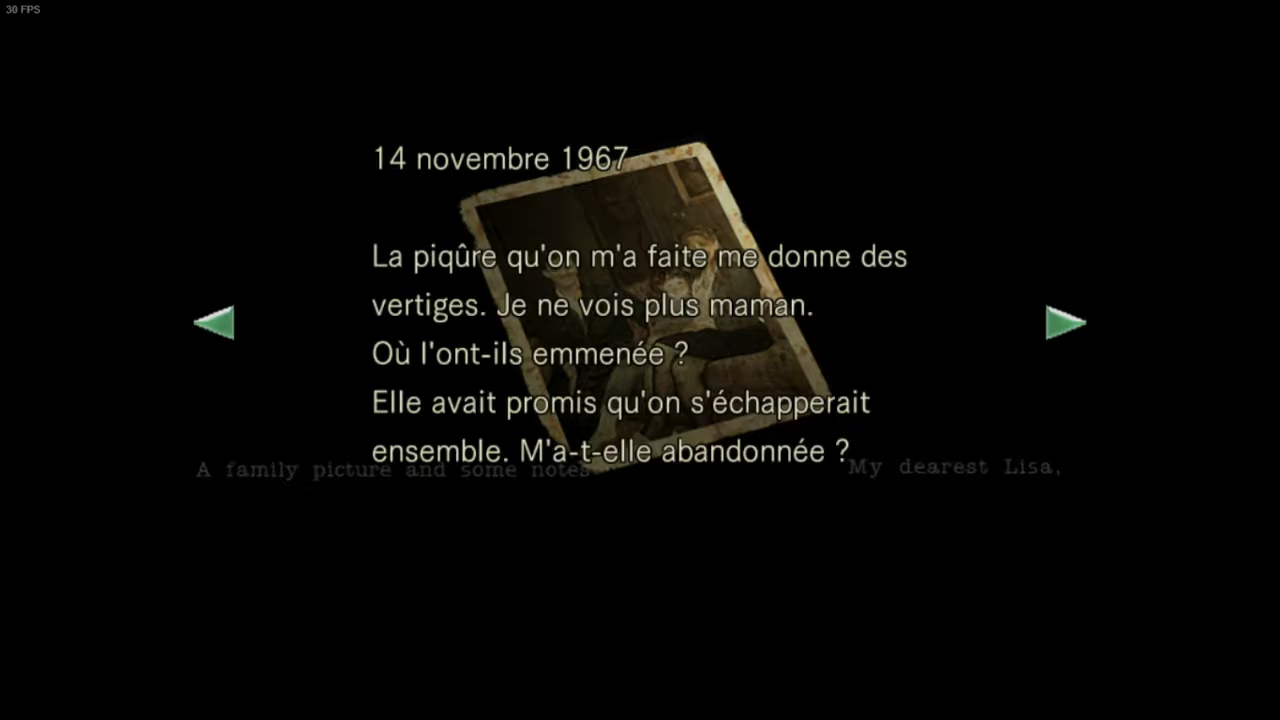 30 FPS
14 novembre 1967
La piqûre qu'on m'a faite me donne des
vertiges. Je ne vois plus maman.
Où l'ont-ils emmenée ?
Elle avait promis qu'on s'échapperait
ensemble. M'a-t-elle abandonnée ?
A family picture and some notes
My dearest Lisa,